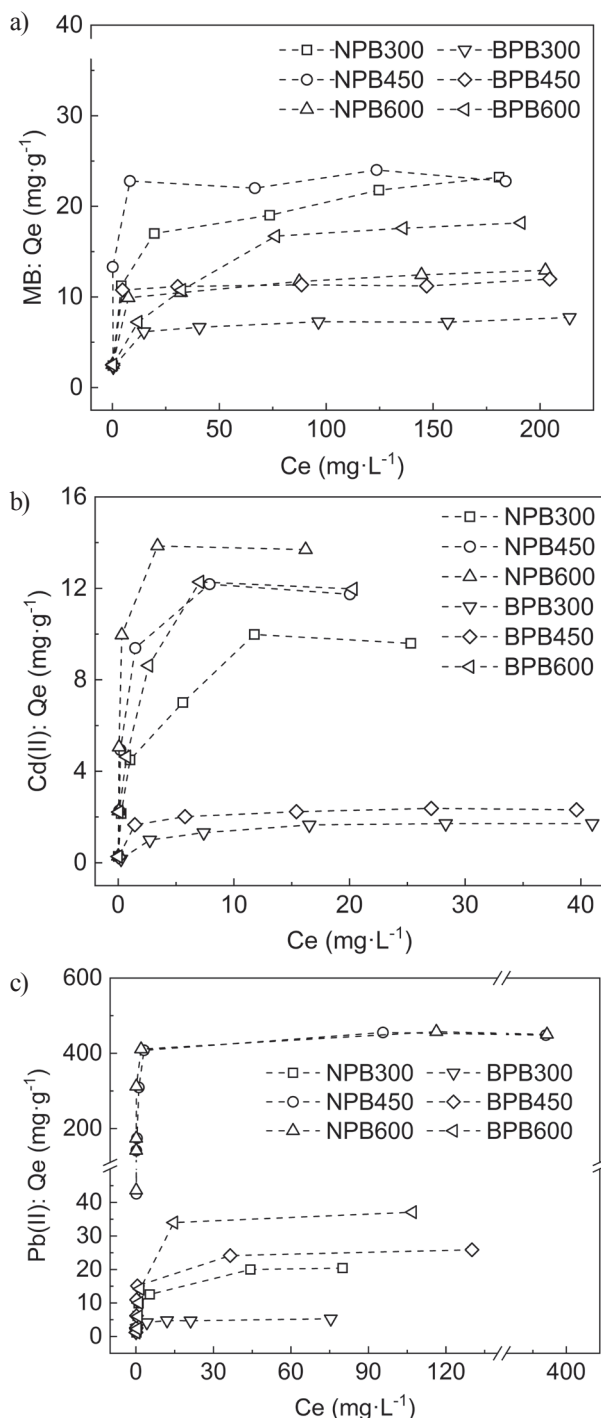 a)
40
30
20
10
0
MB: Qe (mg·g⁻¹)
NPB300 BPB300
NPB450 BPB450
NPB600 BPB600
0 50 100 150 200
Ce (mg·L⁻¹)
b)
16
12
8
4
0
Cd(II): Qe (mg·g⁻¹)
NPB300
NPB450
NPB600
BPB300
BPB450
BPB600
0 10 20 30 40
Ce (mg·L⁻¹)
c)
600
400
200
40
30
20
10
0
Pb(II): Qe (mg·g⁻¹)
NPB300 BPB300
NPB450 BPB450
NPB600 BPB600
0 30 60 90 120 400
Ce (mg·L⁻¹)